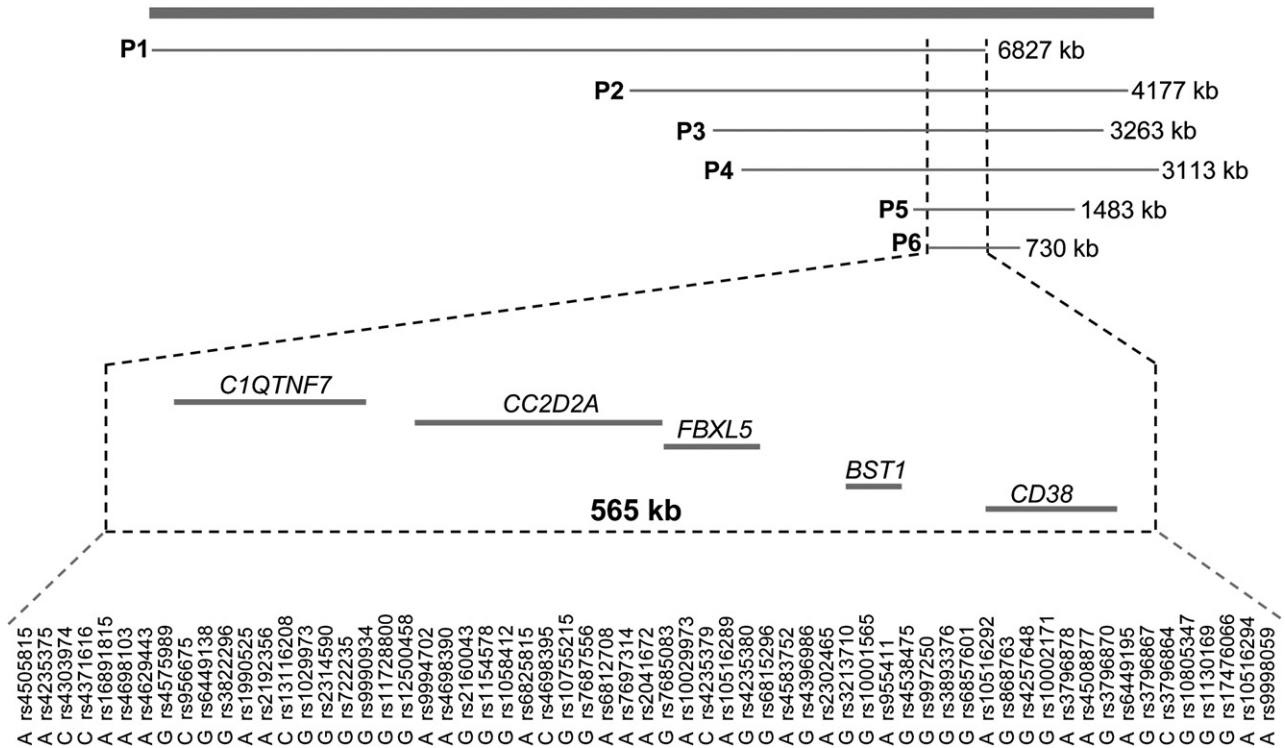 P1 6827 kb
P2 4177 kb
P3 3263 kb
P4 3113 kb
P5 1483 kb
P6 730 kb
C1QTNF7
CC2D2A
FBXL5
BST1
CD38
565 kb
A rs4505815
A rs4235375
C rs4303974
C rs4371616
A rs16891815
A rs4698103
A rs4629443
G rs4575989
C rs956675
G rs6449138
G rs3822296
A rs1990525
A rs2192356
C rs13116208
G rs1029973
G rs2314590
G rs722235
G rs9990934
G rs11728800
G rs12500458
A rs9994702
A rs4698390
G rs2160043
G rs1154578
G rs1058412
A rs6825815
C rs4698395
G rs10755215
G rs7687556
A rs6812708
A rs7697314
A rs2041672
G rs7685083
A rs10029973
C rs4235379
A rs10516289
G rs4235380
G rs6815296
A rs4583752
G rs4396986
A rs2302465
G rs3213710
G rs10001565
A rs9554411
G rs4538475
G rs997250
G rs3893376
G rs6857601
A rs10516292
G rs868763
G rs4257648
G rs10002171
A rs3796878
A rs4508877
G rs3796870
A rs6449195
G rs3796867
C rs3796864
G rs10805347
G rs1130169
G rs17476066
A rs10516294
A rs9998059